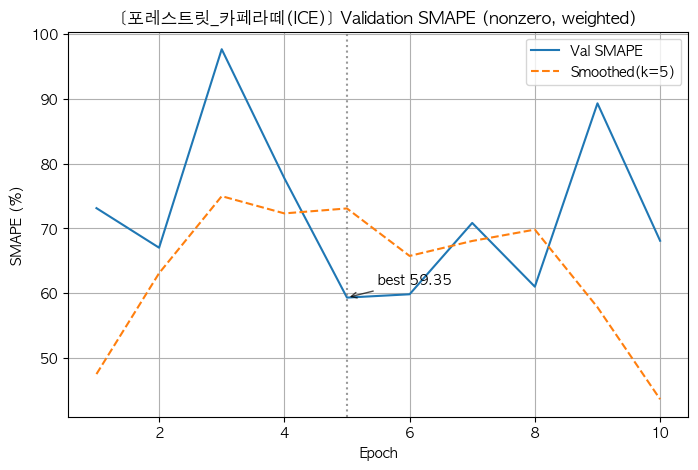 [포레스트릿_카페라떼(ICE)] Validation SMAPE (nonzero, weighted)
Val SMAPE
Smoothed(k=5)
SMAPE (%)
100
90
80
70
60
50
best 59.35
2 4 6 8 10
Epoch